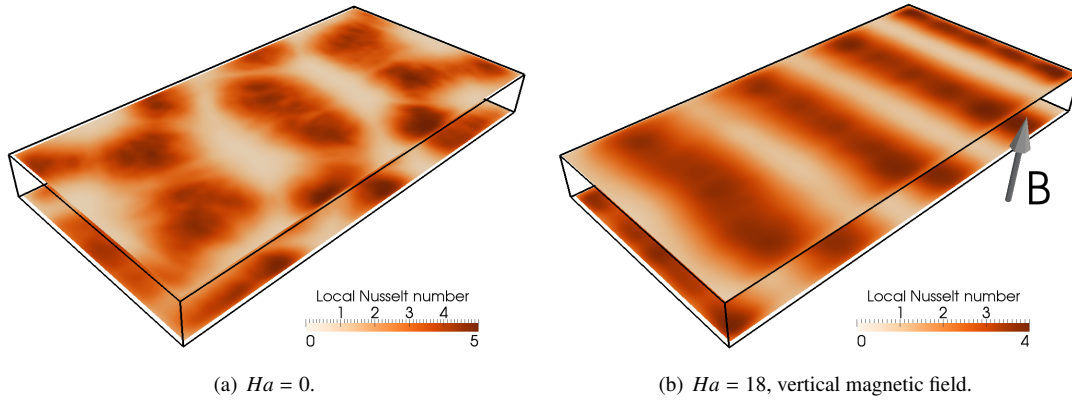 B
Local Nusselt number
1 2 3 4
0 5
Local Nusselt number
1 2 3
0 4
(a) Ha = 0.
(b) Ha = 18, vertical magnetic field.